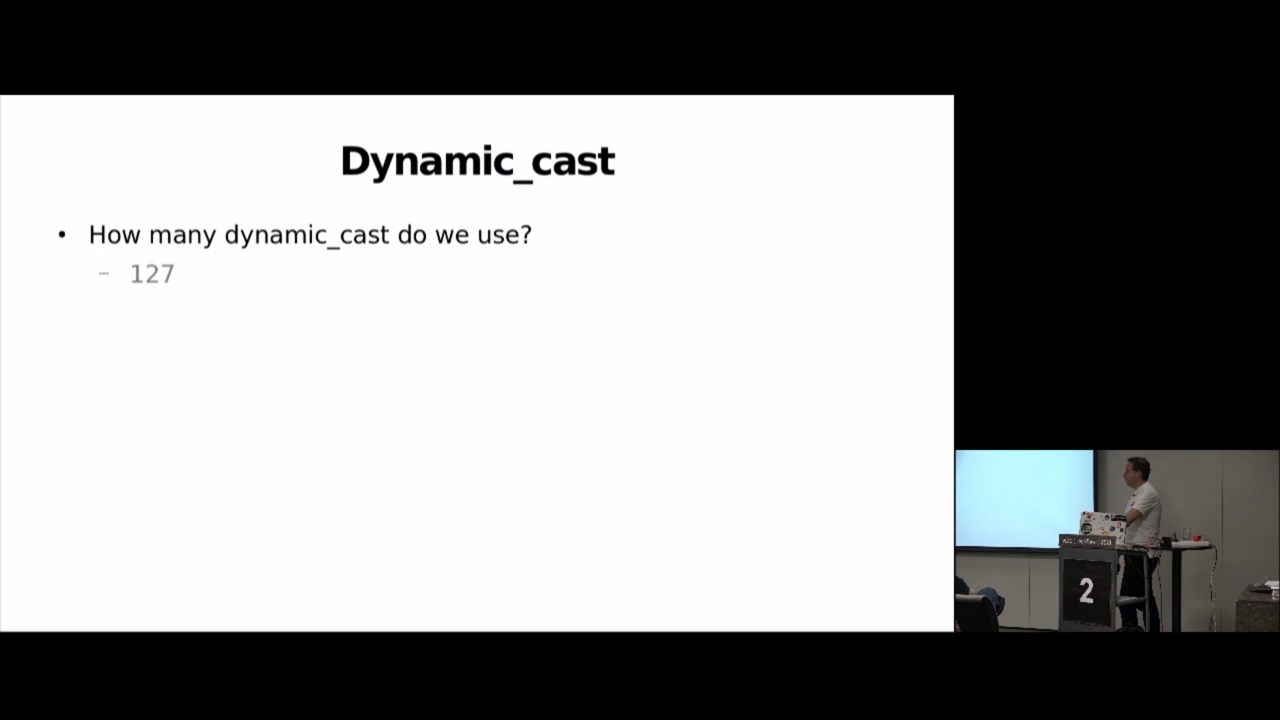 Dynamic_cast
• How many dynamic_cast do we use?
– 127
2